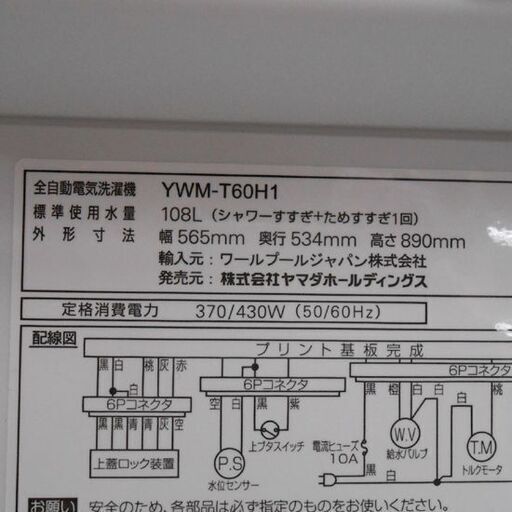 全自動電気洗濯機 YWM-T60H1
標準使用水量 108L (シャワーすすぎ+ためすすぎ1回)
外形寸法 幅565mm 奥行534mm 高さ890mm
輸入元：ワールプールジャパン株式会社
発売元：株式会社ヤマダホールディングス
定格消費電力 370/430W (50/60Hz)
配線図
プリント基板完成
黒 白 桃 灰 赤
黒 白
黒 橙 白 白 黒 桃
6Pコネクタ
6Pコネクタ
6Pコ
黒 黒 青 青 灰 空
空 白 黒 紫
上蓋ロック装置
P.S
水位センサー
上ブタスイッチ
電流ヒューズ
10A
W.V
給水バルブ
T.M
トルクモータ
黒
白
白
お願い 安全のため、各部品は必ず指定のものをお使いください。